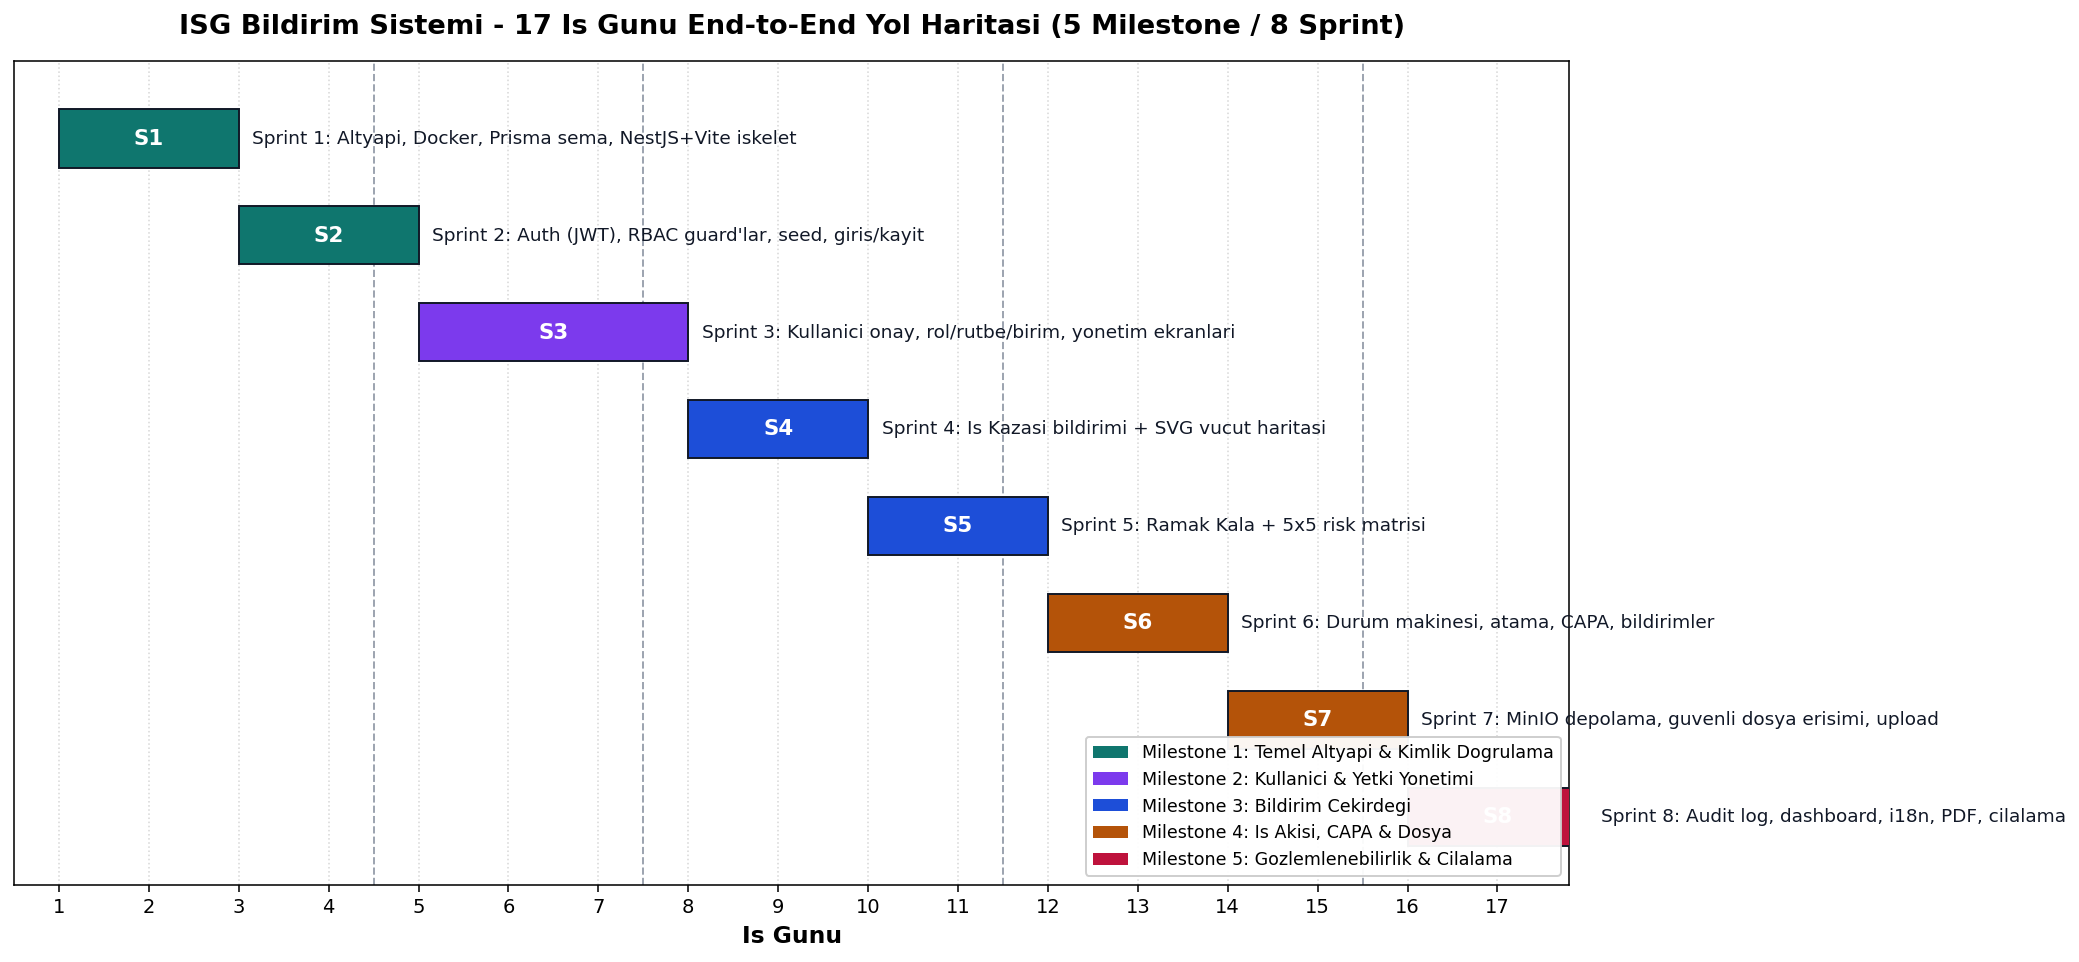 ISG Bildirim Sistemi - 17 Is Gunu End-to-End Yol Haritasi (5 Milestone / 8 Sprint)
S1 Sprint 1: Altyapi, Docker, Prisma sema, NestJS+Vite iskelet
S2 Sprint 2: Auth (JWT), RBAC guard'lar, seed, giris/kayit
S3 Sprint 3: Kullanici onay, rol/rutbe/birim, yonetim ekranlari
S4 Sprint 4: Is Kazasi bildirimi + SVG vucut haritasi
S5 Sprint 5: Ramak Kala + 5x5 risk matrisi
S6 Sprint 6: Durum makinesi, atama, CAPA, bildirimler
S7 Sprint 7: MinIO depolama, guvenli dosya erisimi, upload
S8 Sprint 8: Audit log, dashboard, i18n, PDF, cilalama
Milestone 1: Temel Altyapi & Kimlik Dogrulama
Milestone 2: Kullanici & Yetki Yonetimi
Milestone 3: Bildirim Cekirdegi
Milestone 4: Is Akisi, CAPA & Dosya
Milestone 5: Gozlemlenebilirlik & Cilalama
1 2 3 4 5 6 7 8 9 10 11 12 13 14 15 16 17
Is Gunu